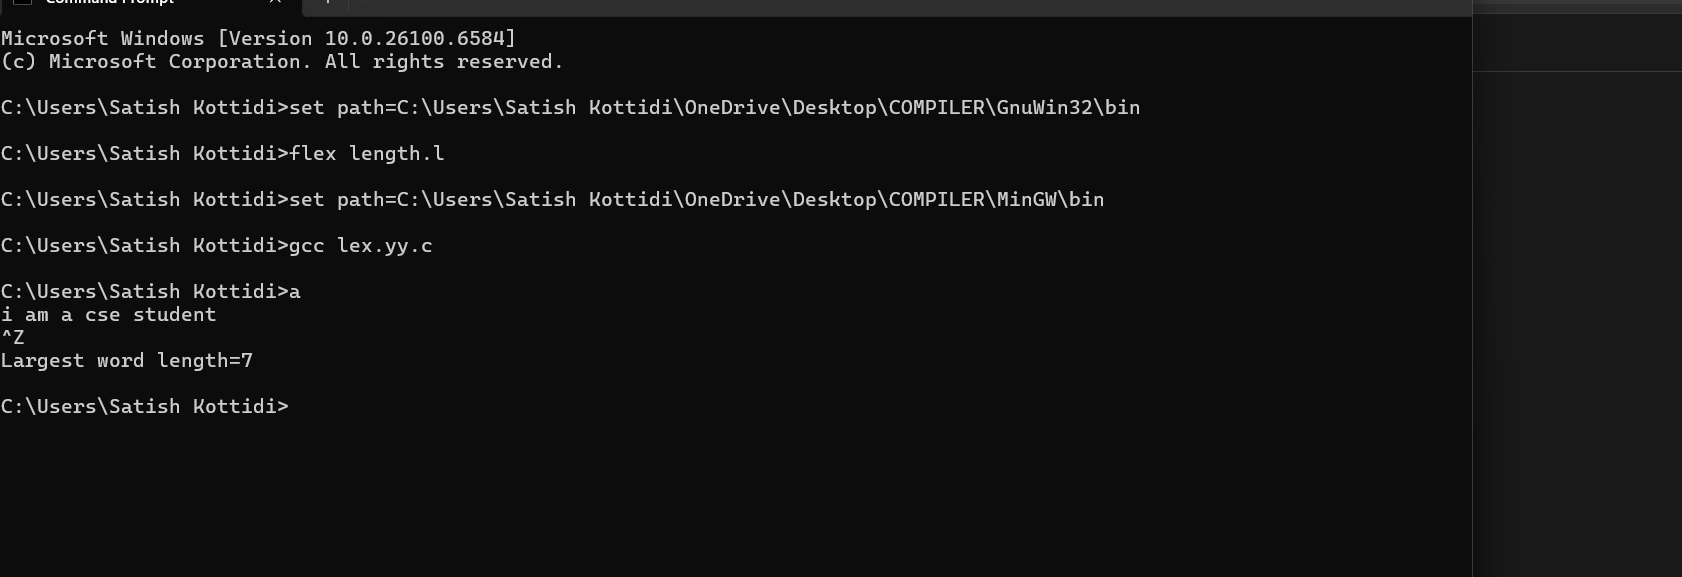 Command Prompt
Microsoft Windows [Version 10.0.26100.6584]
(c) Microsoft Corporation. All rights reserved.
C:\Users\Satish Kottidi>set path=C:\Users\Satish Kottidi\OneDrive\Desktop\COMPILER\GnuWin32\bin
C:\Users\Satish Kottidi>flex length.l
C:\Users\Satish Kottidi>set path=C:\Users\Satish Kottidi\OneDrive\Desktop\COMPILER\MinGW\bin
C:\Users\Satish Kottidi>gcc lex.yy.c
C:\Users\Satish Kottidi>a
i am a cse student
^Z
Largest word length=7
C:\Users\Satish Kottidi>